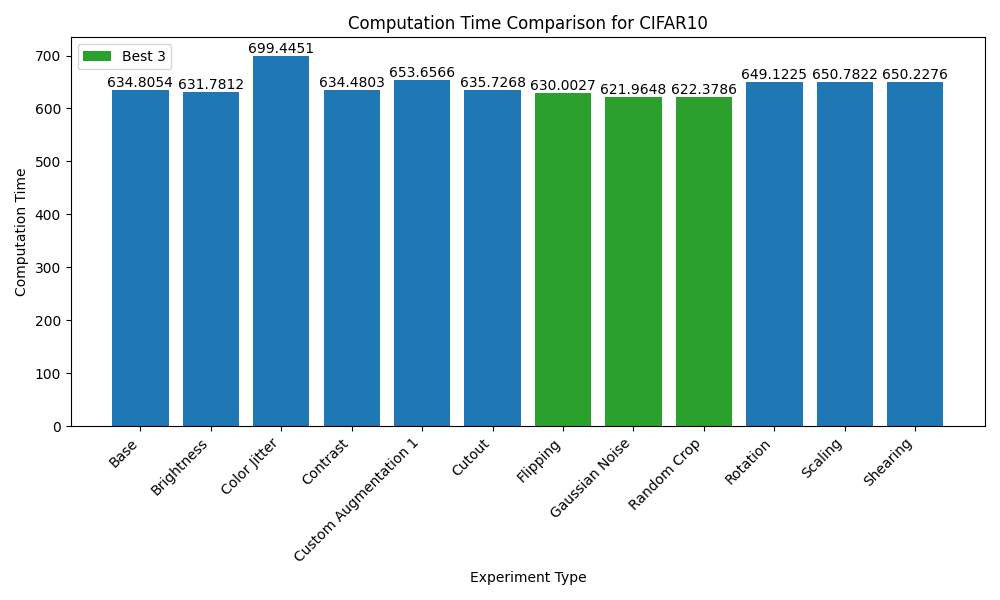 Computation Time Comparison for CIFAR10
Best 3
634.8054
631.7812
699.4451
634.4803
653.6566
635.7268
630.0027
621.9648
622.3786
649.1225
650.7822
650.2276
700
600
500
400
300
200
100
0
Computation Time
Base
Brightness
Color Jitter
Contrast
Custom Augmentation 1
Cutout
Flipping
Gaussian Noise
Random Crop
Rotation
Scaling
Shearing
Experiment Type